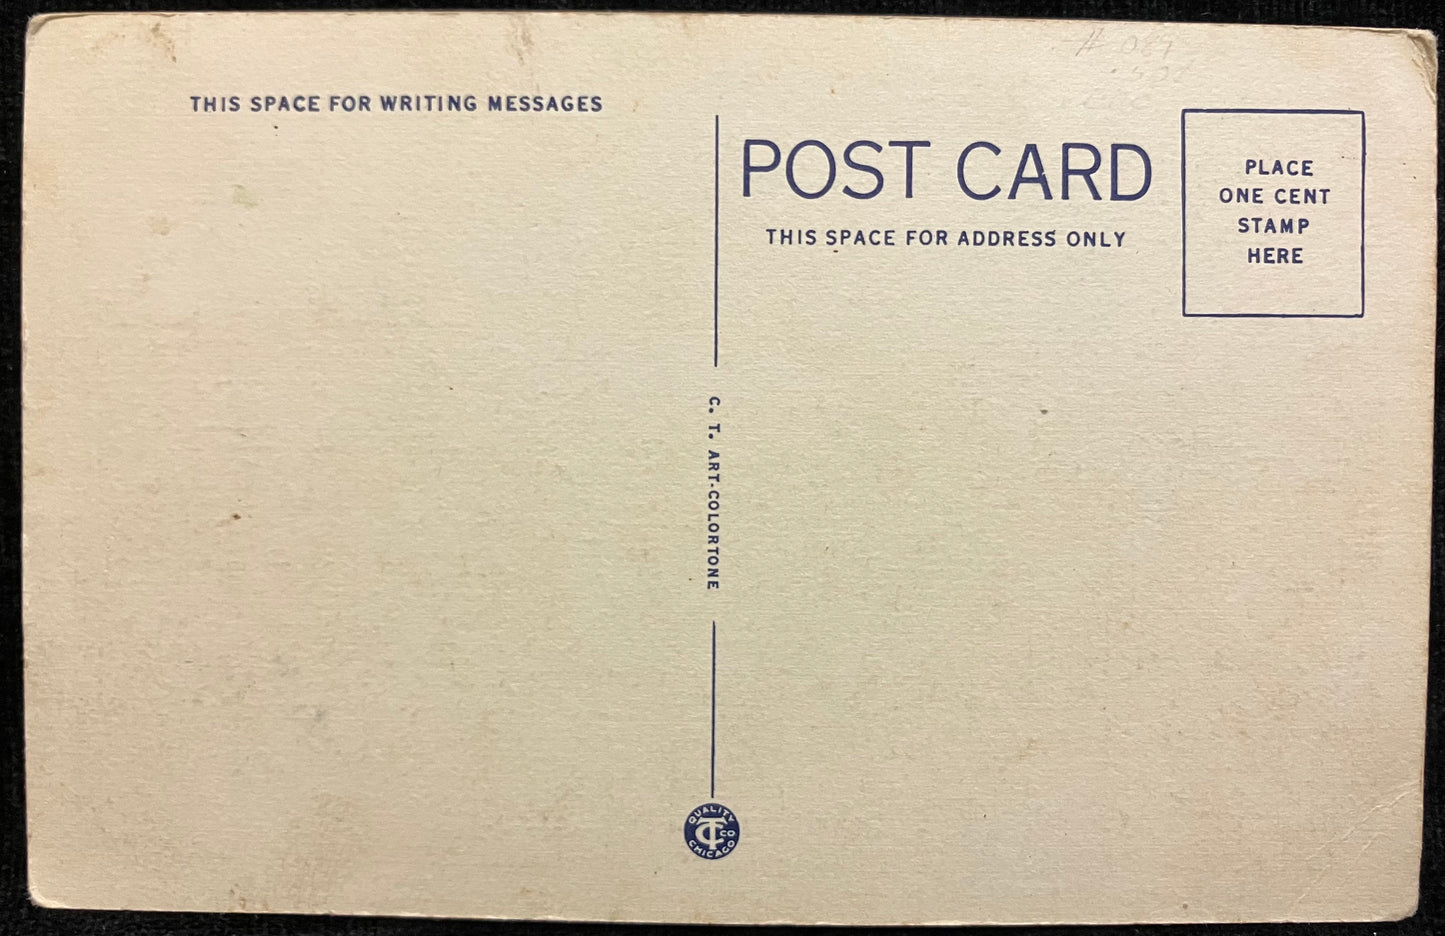 THIS SPACE FOR WRITING MESSAGES
POST CARD
THIS SPACE FOR ADDRESS ONLY
PLACE
ONE CENT
STAMP
HERE
C. T. ART-COLORTONE
QUALITY
CT CO
CHICAGO